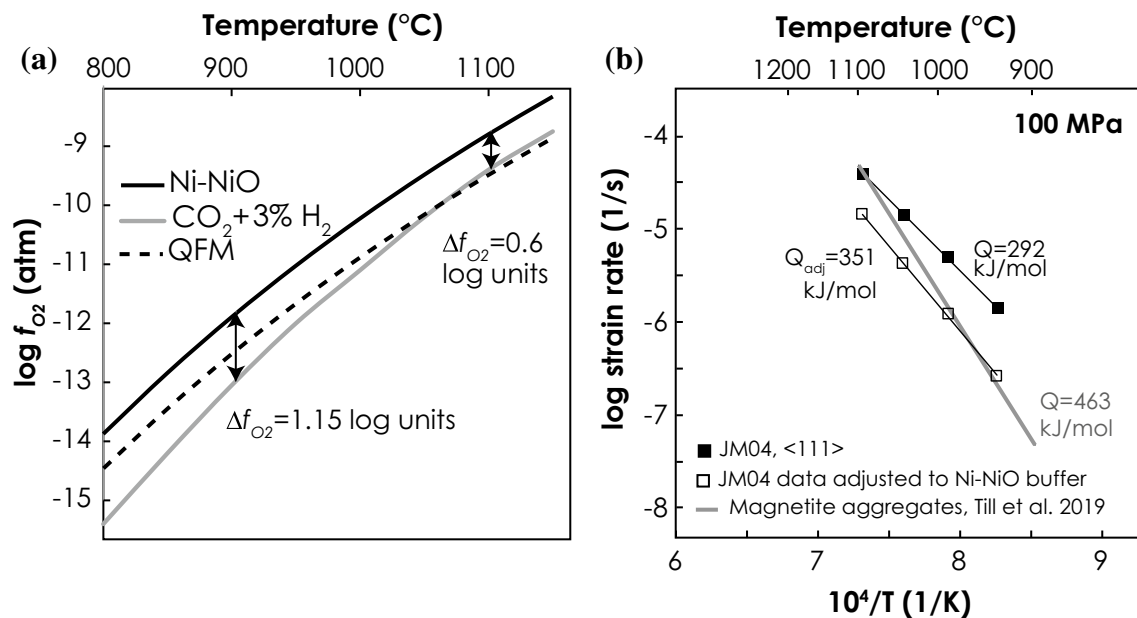 (a)
Temperature (°C)
800
900
1000
1100
log fO2 (atm)
-9
-10
-11
-12
-13
-14
-15
Ni-NiO
CO2+3% H2
QFM
ΔfO2=0.6
log units
ΔfO2=1.15 log units
(b)
Temperature (°C)
1200
1100
1000
900
100 MPa
log strain rate (1/s)
-4
-5
-6
-7
-8
Qadj=351
kJ/mol
Q=292
kJ/mol
Q=463
kJ/mol
JM04, <111>
JM04 data adjusted to Ni-NiO buffer
Magnetite aggregates, Till et al. 2019
6
7
8
9
10⁴/T (1/K)